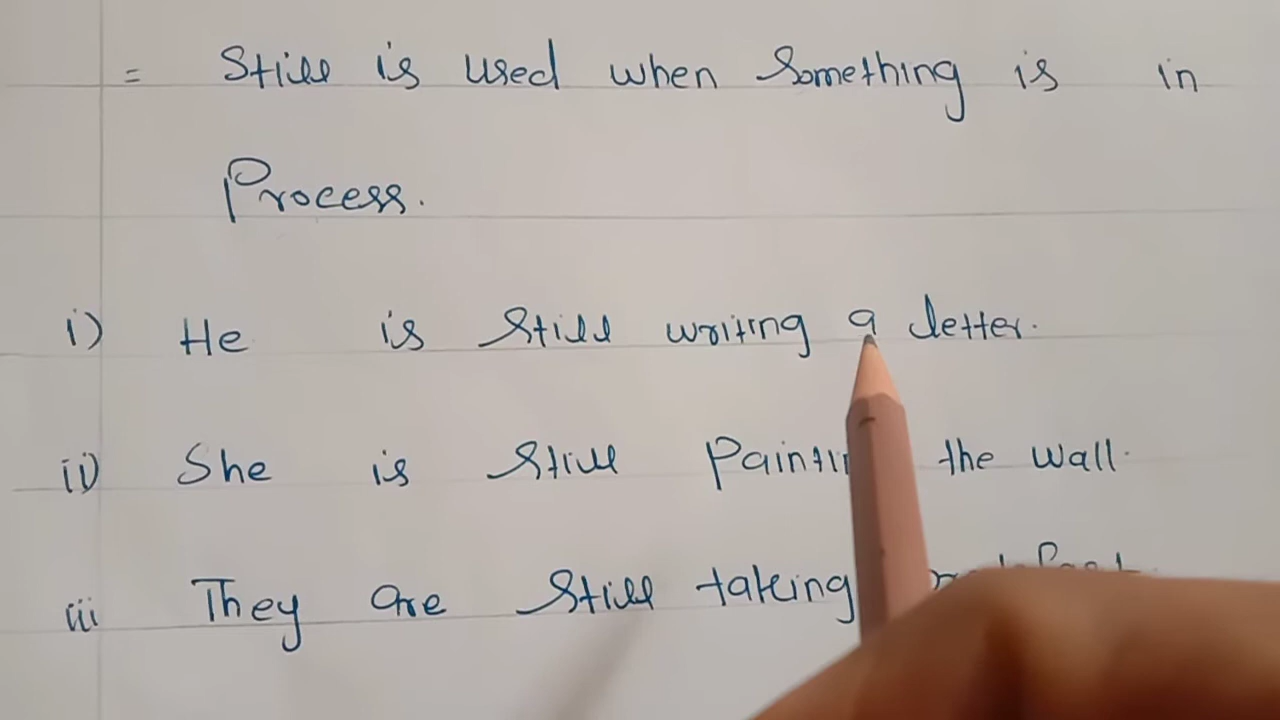 = Still is used when Something is in
Process.
i) He is still writing a letter.
ii) She is still the wall.
iii They are still taking